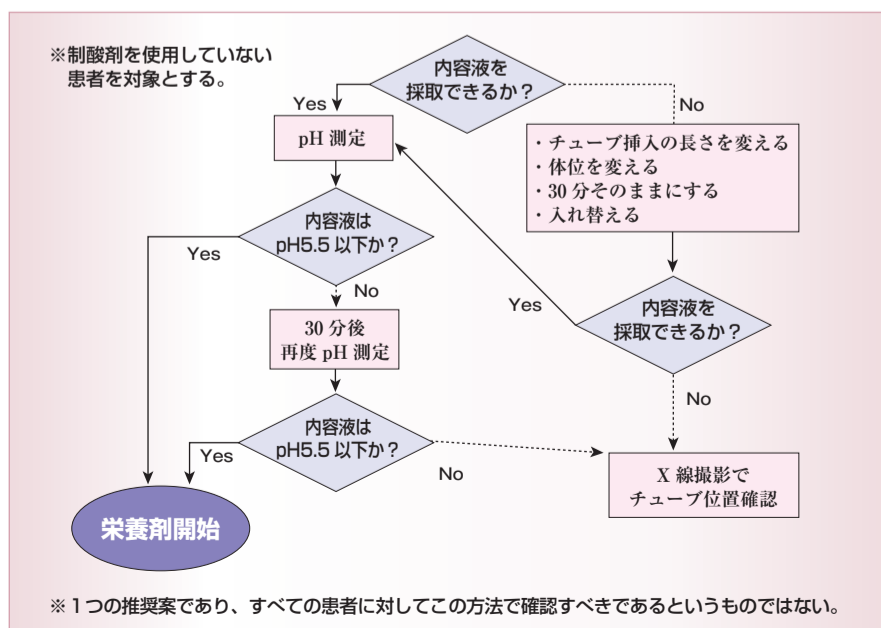 ※制酸剤を使用していない
患者を対象とする。
内容液を
採取できるか？
Yes
No
pH 測定
・チューブ挿入の長さを変える
・体位を変える
・30分そのままにする
・入れ替える
内容液は
pH5.5 以下か？
Yes
No
Yes
内容液を
採取できるか？
30 分後
再度 pH 測定
No
内容液は
pH5.5 以下か？
Yes
No
X 線撮影で
チューブ位置確認
栄養剤開始
※１つの推奨案であり、すべての患者に対してこの方法で確認すべきであるというものではない。